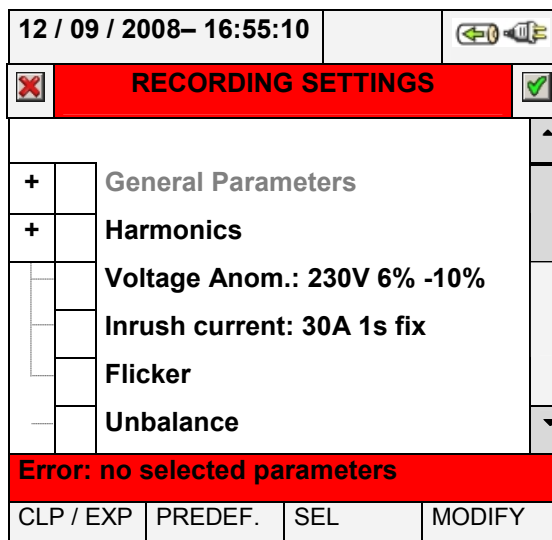 12 / 09 / 2008– 16:55:10
RECORDING SETTINGS
+ General Parameters
+ Harmonics
Voltage Anom.: 230V 6% -10%
Inrush current: 30A 1s fix
Flicker
Unbalance
Error: no selected parameters
CLP / EXP PREDEF. SEL MODIFY